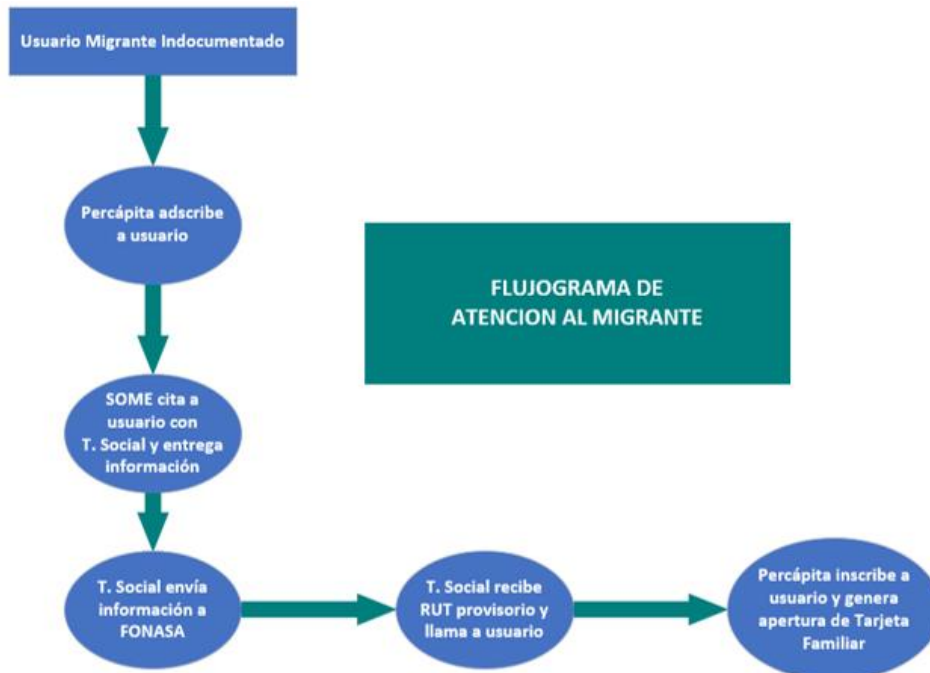 Usuario Migrante Indocumentado
Percápita adscribe
a usuario
FLUJOGRAMA DE
ATENCION AL MIGRANTE
SOME cita a
usuario con
T. Social y entrega
información
T. Social envía
información a
FONASA
T. Social recibe
RUT provisorio y
llama a usuario
Percápita inscribe a
usuario y genera
apertura de Tarjeta
Familiar